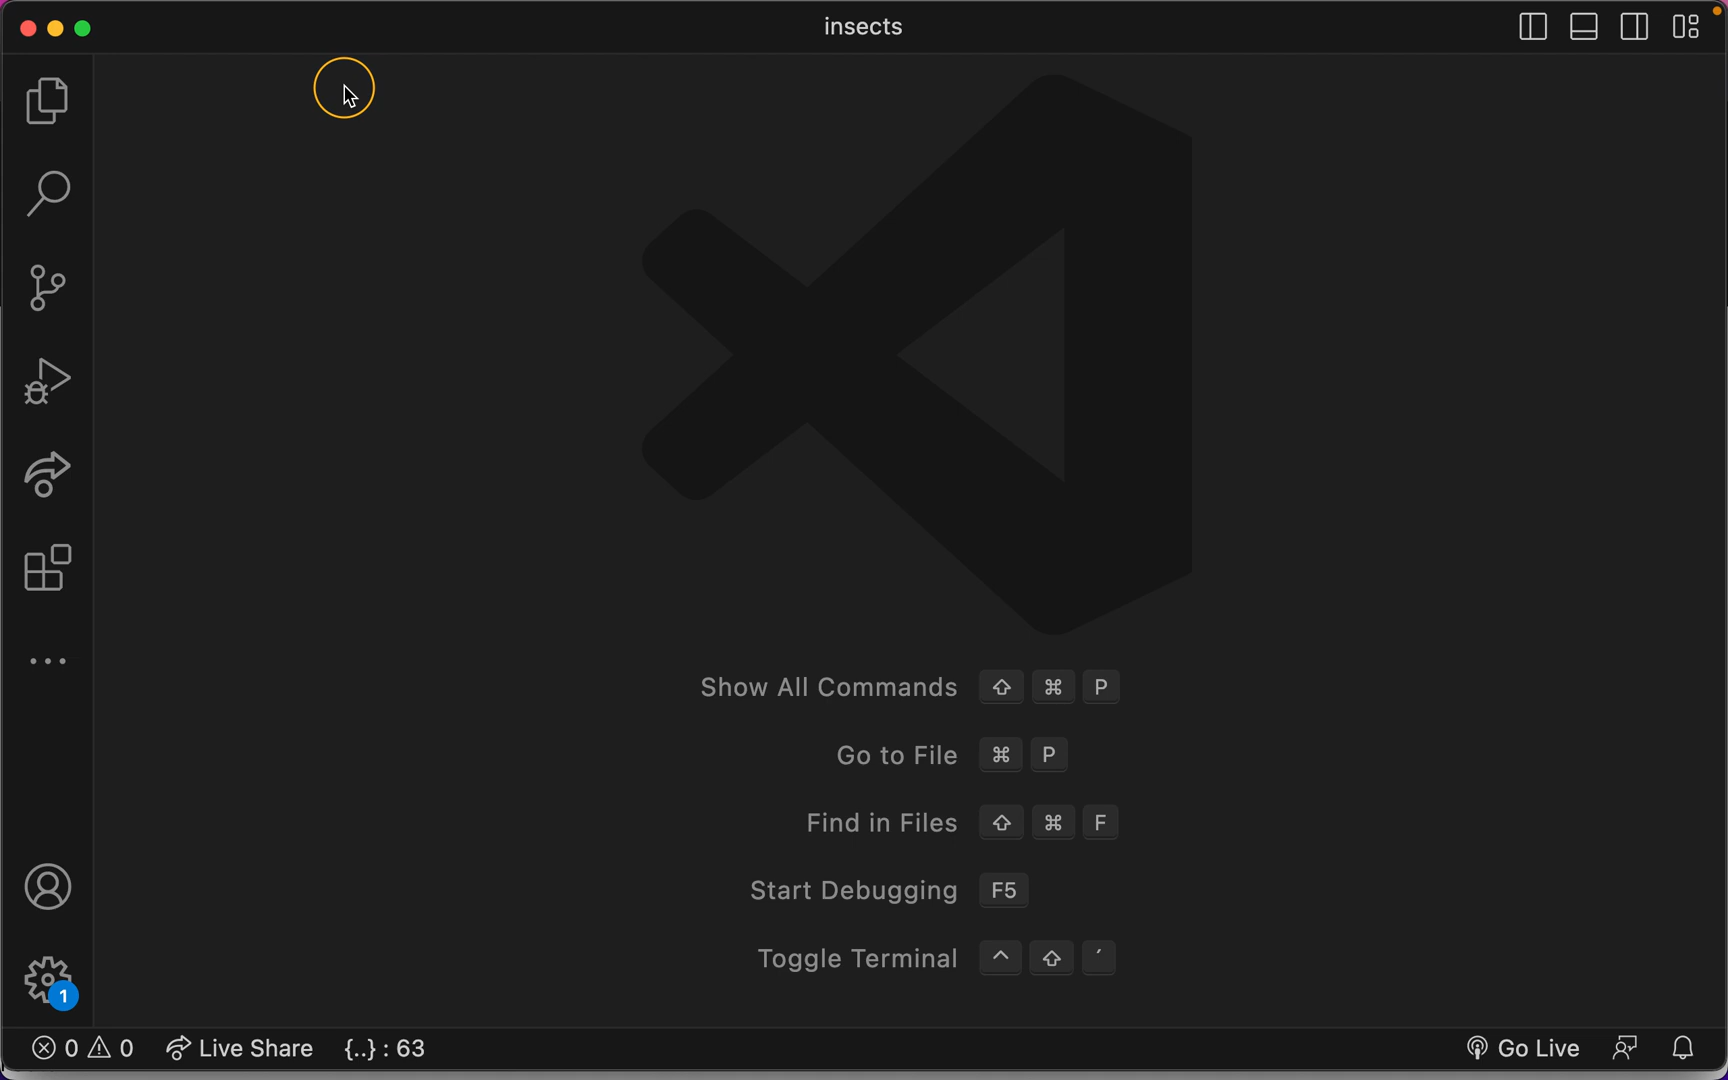 insects
Show All Commands ⇧ ⌘ P
Go to File ⌘ P
Find in Files ⇧ ⌘ F
Start Debugging F5
Toggle Terminal ^ ⇧ ´
1
0 0 Live Share {..} : 63 Go Live